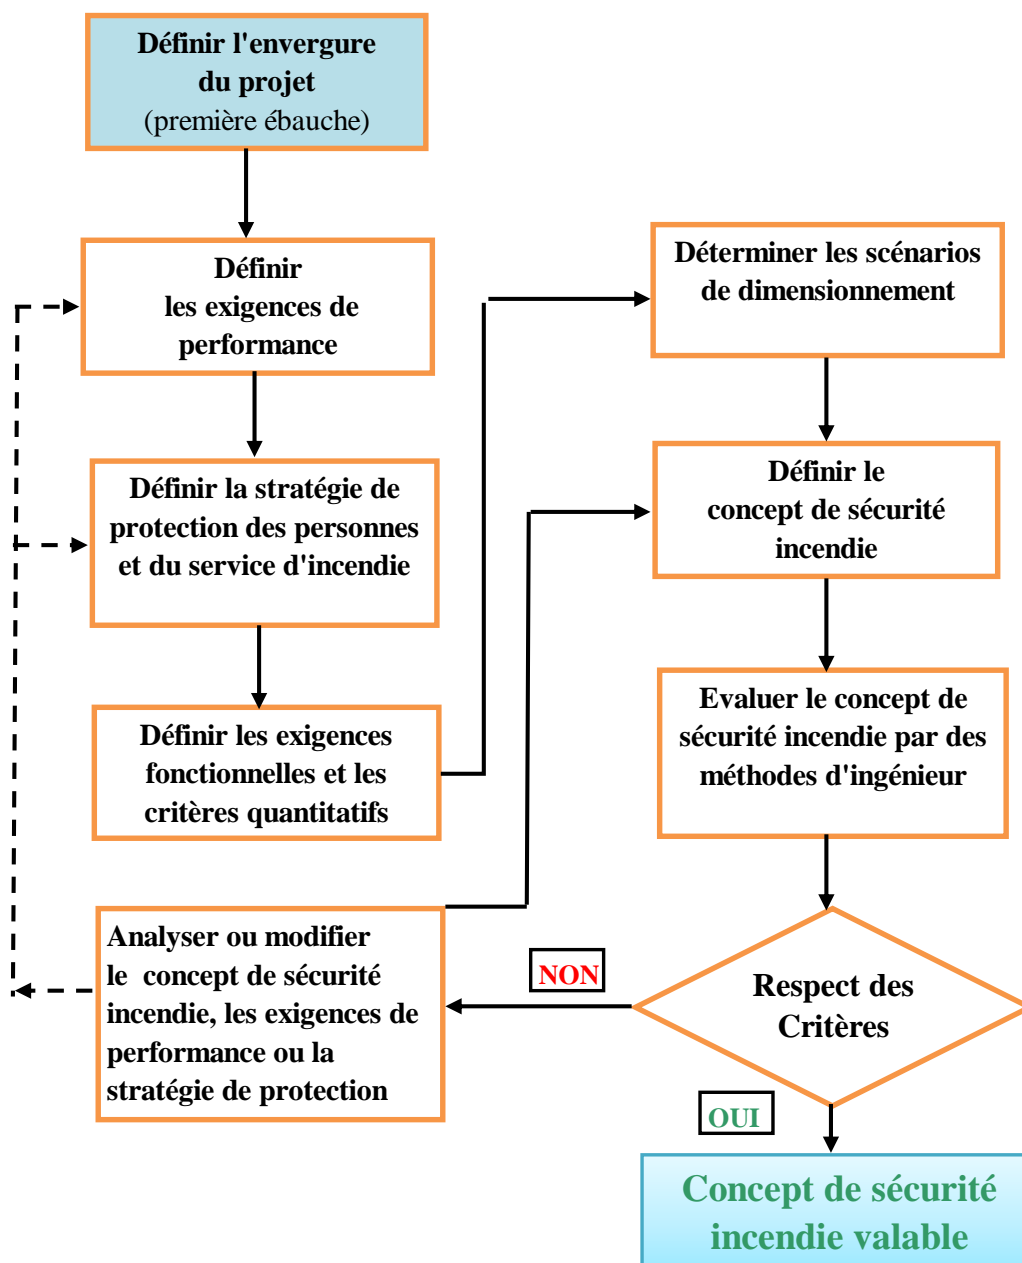 Définir l'envergure
du projet
(première ébauche)
Définir
les exigences de
performance
Définir la stratégie de
protection des personnes
et du service d'incendie
Définir les exigences
fonctionnelles et les
critères quantitatifs
Déterminer les scénarios
de dimensionnement
Définir le
concept de sécurité
incendie
Evaluer le concept de
sécurité incendie par des
méthodes d'ingénieur
Respect des
Critères
NON
Analyser ou modifier
le concept de sécurité
incendie, les exigences de
performance ou la
stratégie de protection
OUI
Concept de sécurité
incendie valable